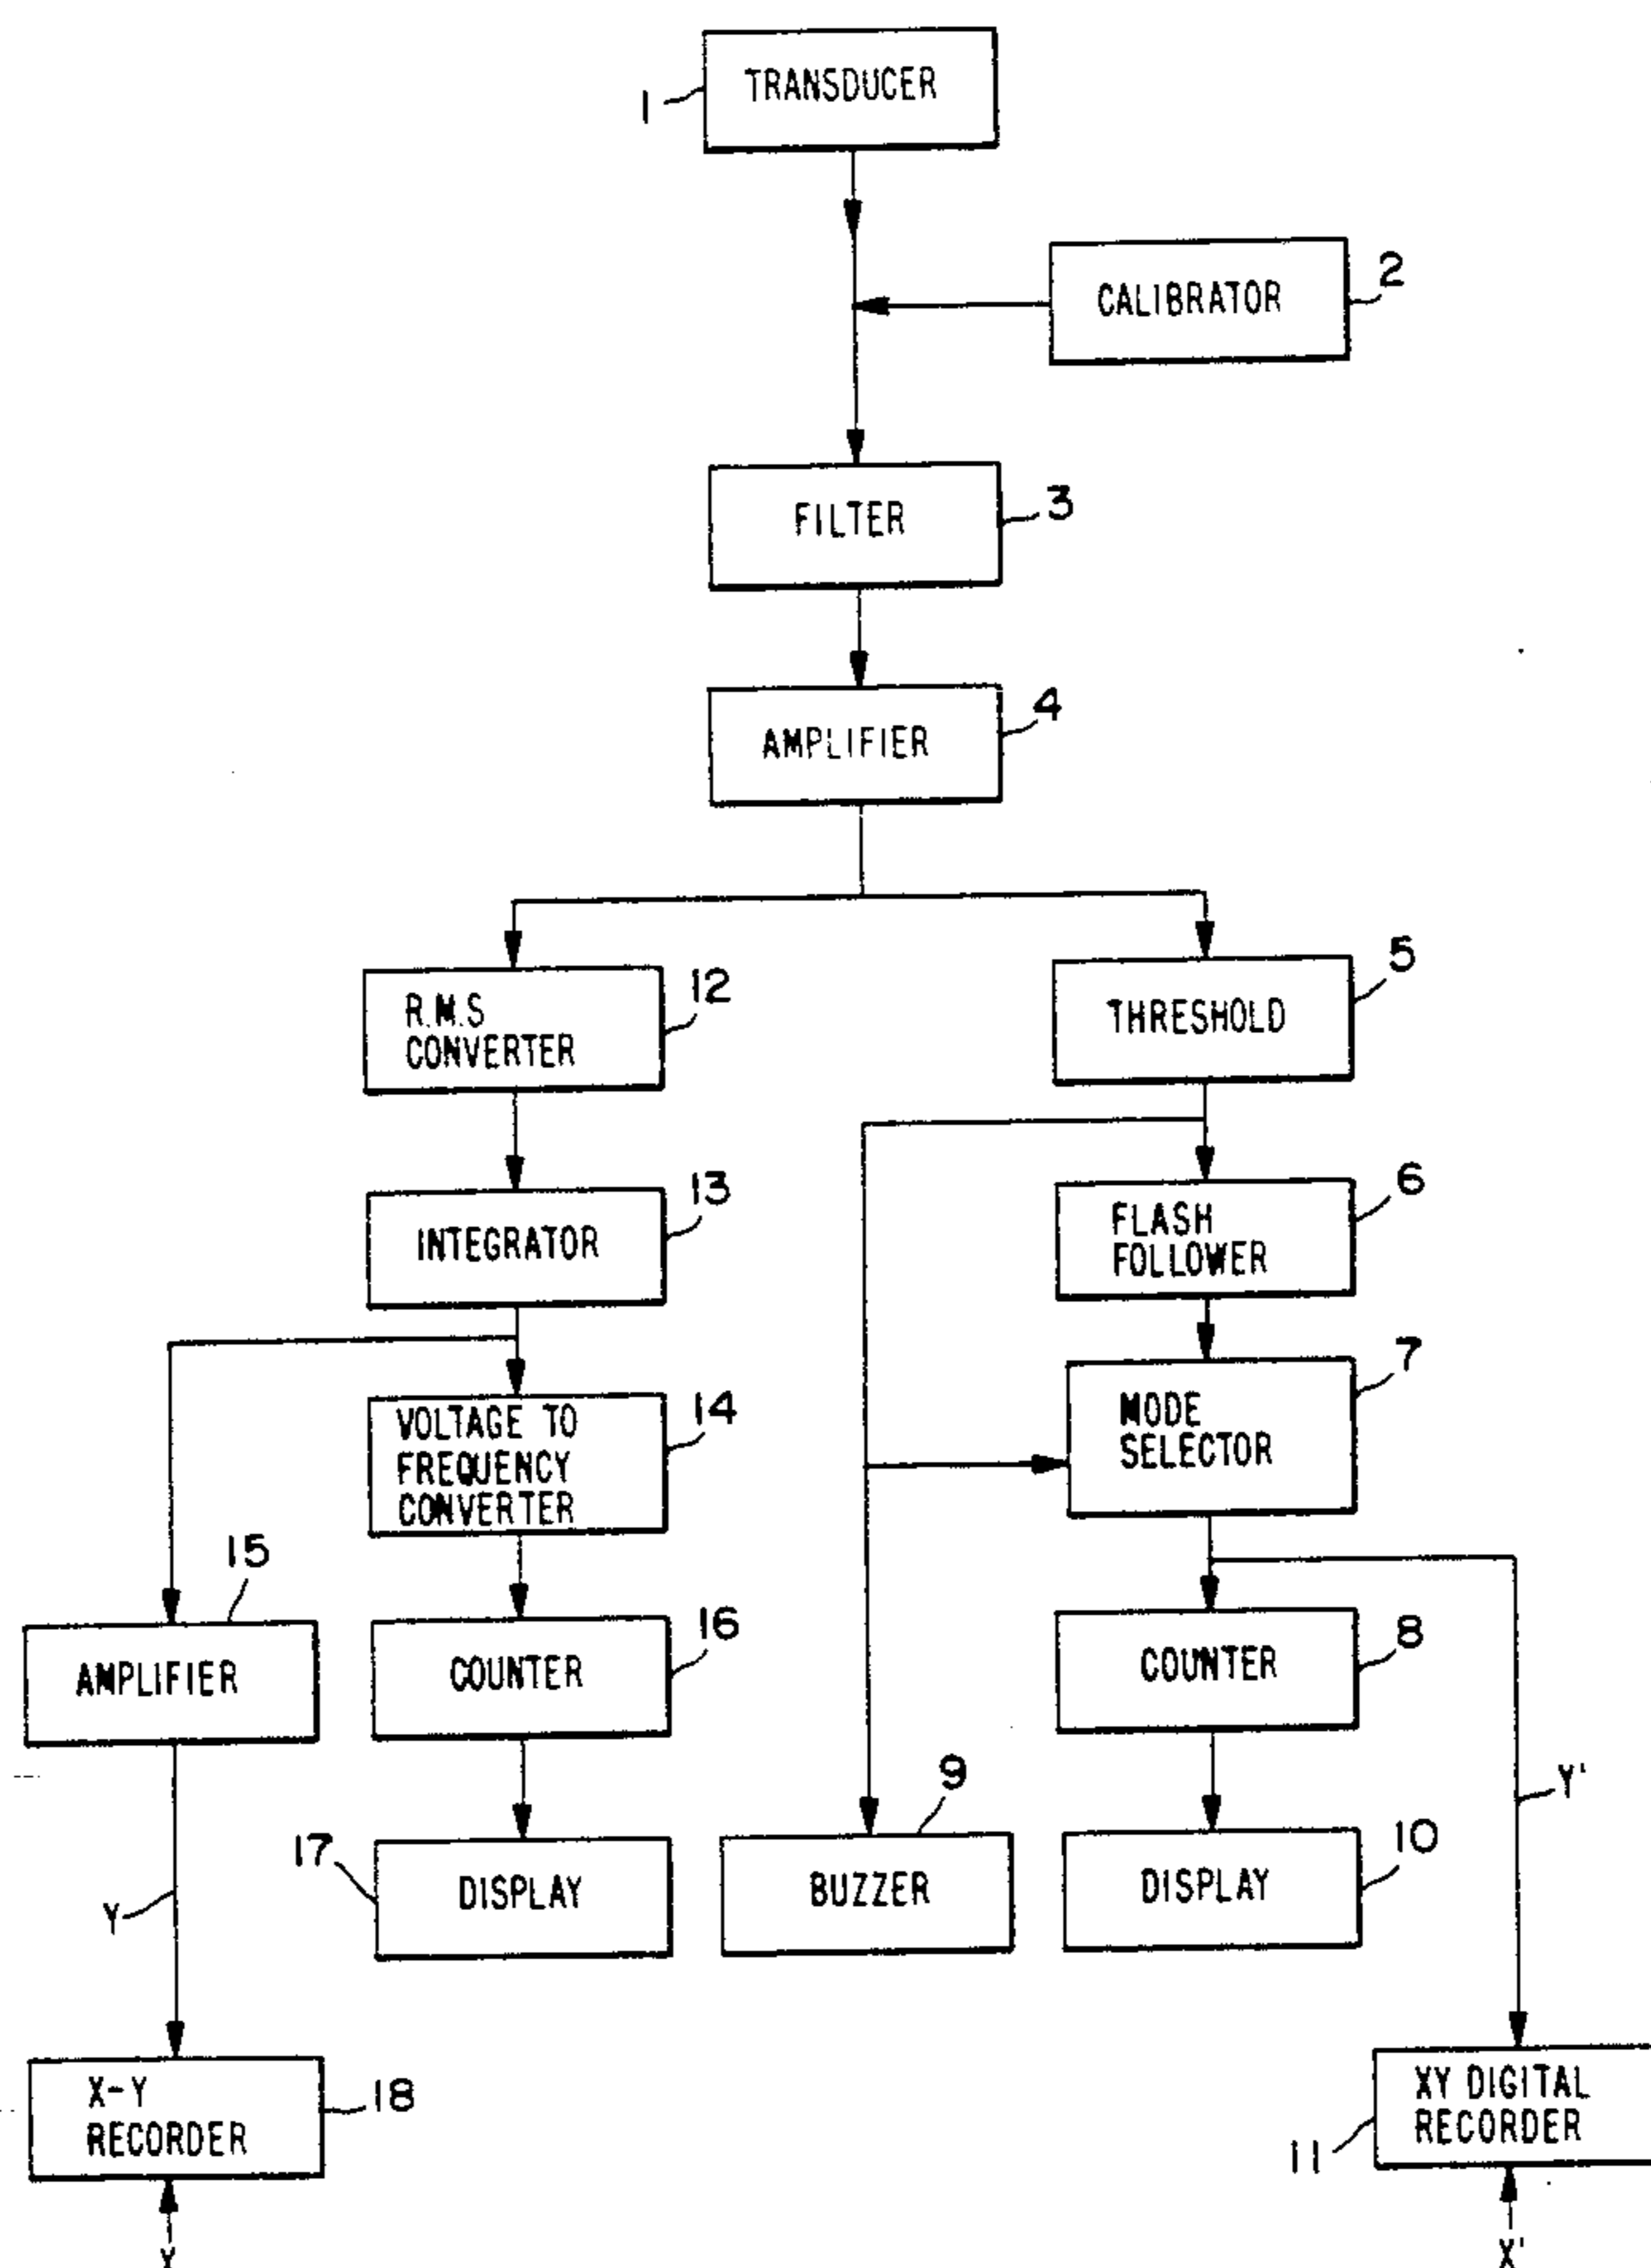 TRANSDUCER
1
CALIBRATOR
2
FILTER
3
AMPLIFIER
4
R.M.S
CONVERTER
12
THRESHOLD
5
INTEGRATOR
13
FLASH
FOLLOWER
6
VOLTAGE TO
FREQUENCY
CONVERTER
14
MODE
SELECTOR
7
AMPLIFIER
15
COUNTER
16
COUNTER
8
DISPLAY
17
BUZZER
9
DISPLAY
10
Y
Y'
X-Y
RECORDER
18
XY DIGITAL
RECORDER
11
X'